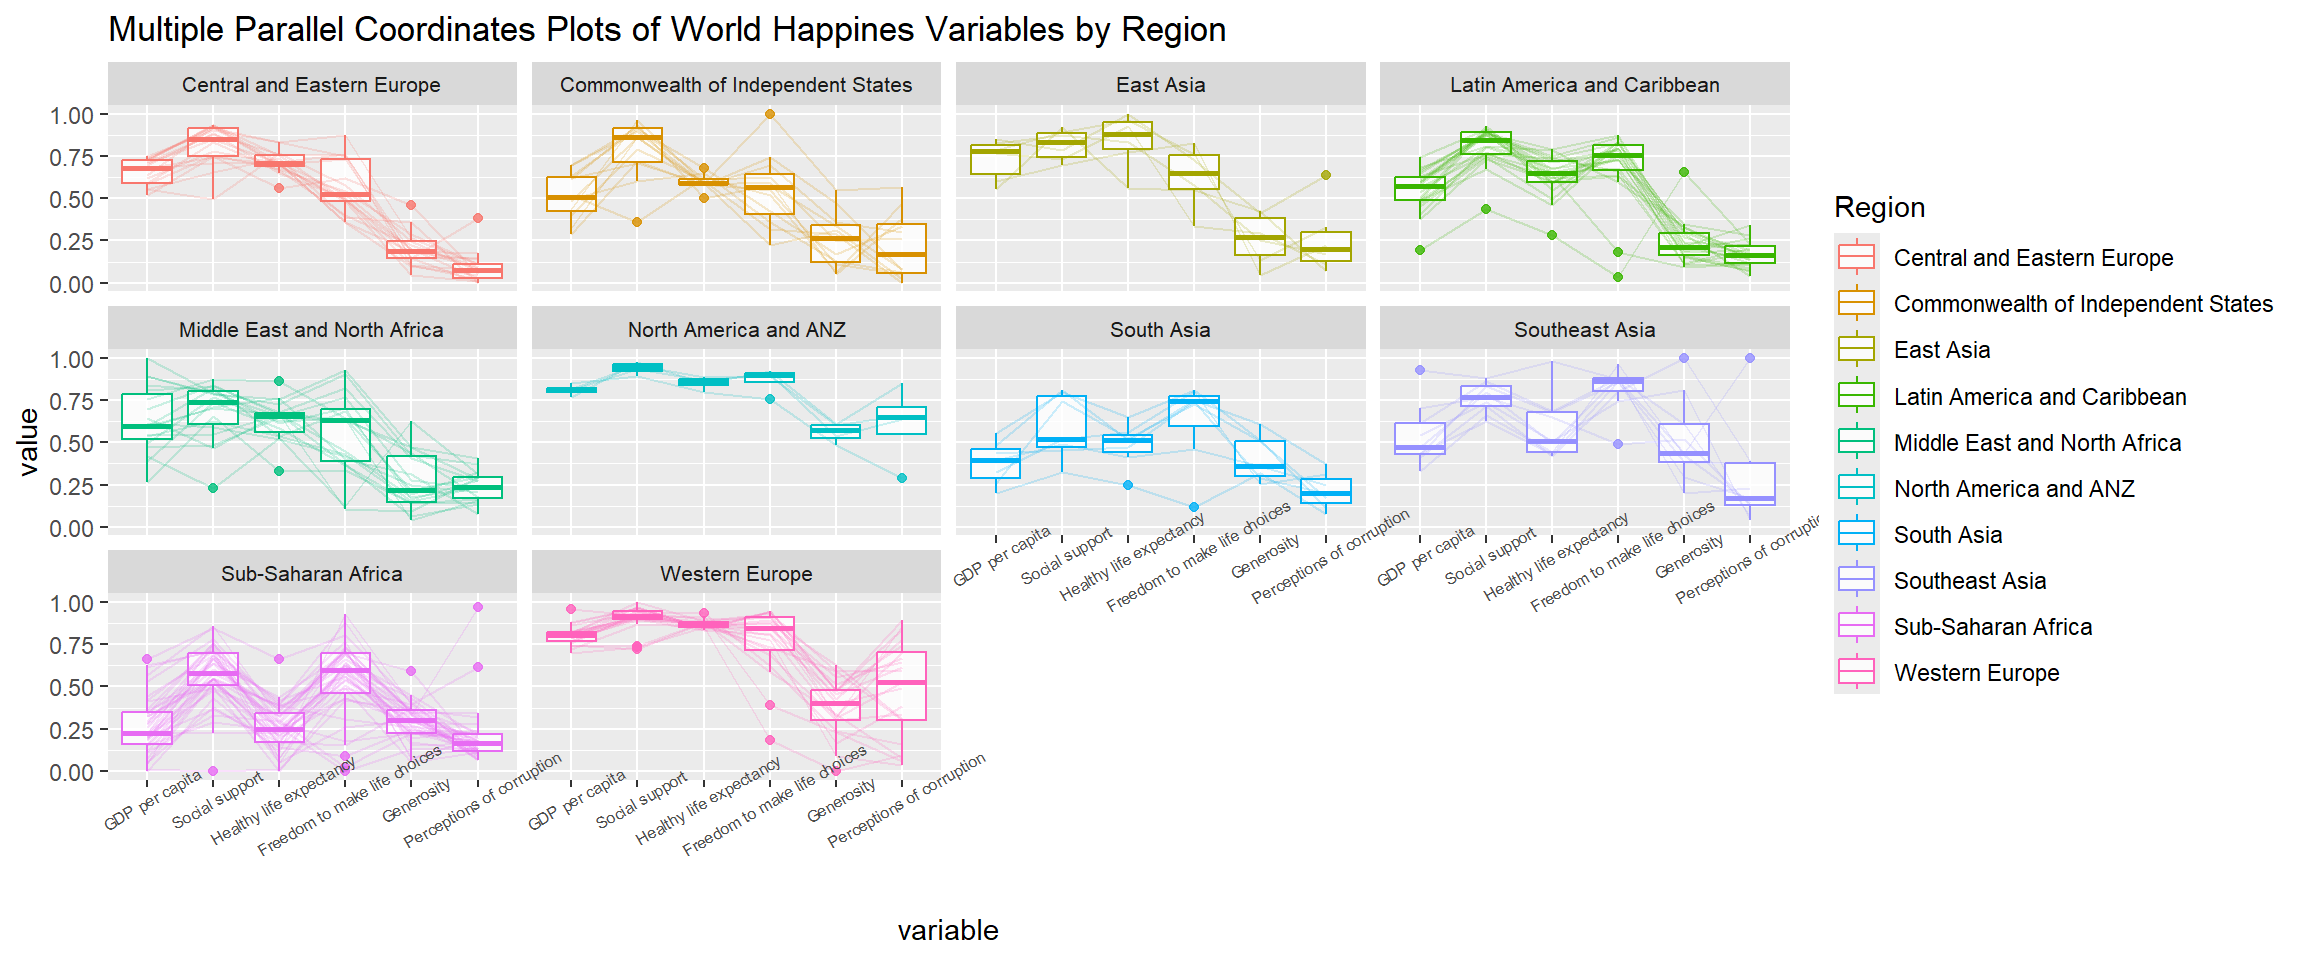 Multiple Parallel Coordinates Plots of World Happines Variables by Region
Central and Eastern Europe
Commonwealth of Independent States
East Asia
Latin America and Caribbean
1.00
0.75
0.50
0.25
0.00
Middle East and North Africa
North America and ANZ
South Asia
Southeast Asia
1.00
0.75
0.50
0.25
0.00
value
GDP per capita
Social support
Healthy life expectancy
Freedom to make life choices
Generosity
Perceptions of corruption
GDP per capita
Social support
Healthy life expectancy
Freedom to make life choices
Generosity
Perceptions of
Sub-Saharan Africa
Western Europe
1.00
0.75
0.50
0.25
0.00
GDP per capita
Social support
Healthy life expectancy
Freedom to make life choices
Generosity
Perceptions of corruption
GDP per capita
Social support
Healthy life expectancy
Freedom to make life choices
Generosity
Perceptions of corruption
variable
Region
Central and Eastern Europe
Commonwealth of Independent States
East Asia
Latin America and Caribbean
Middle East and North Africa
North America and ANZ
South Asia
Southeast Asia
Sub-Saharan Africa
Western Europe